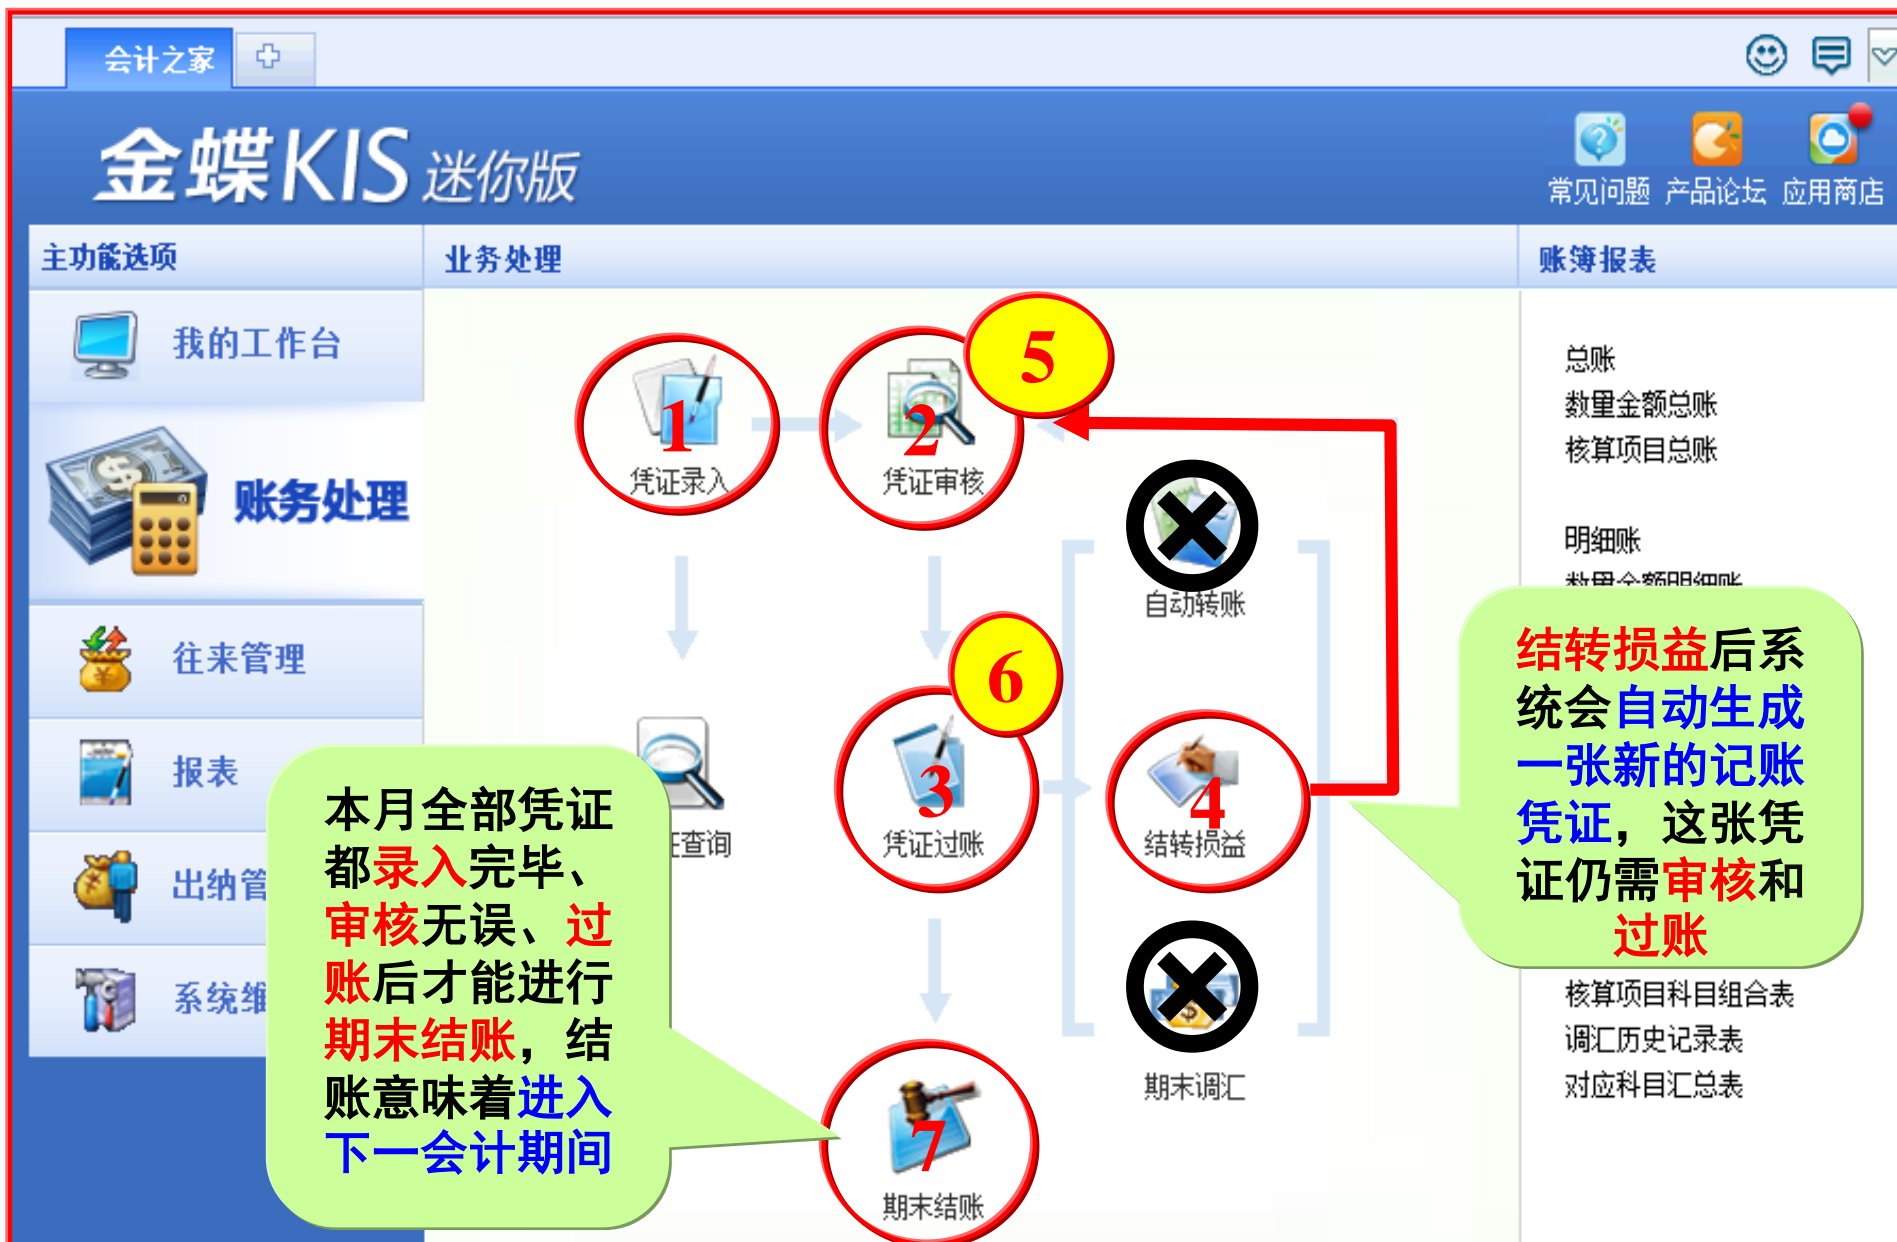 会计之家
金蝶KIS 迷你版
常见问题 产品论坛 应用商店
主功能选项
业务处理
账簿报表
我的工作台
账务处理
往来管理
报表
出纳管
系统维
1
凭证录入
2
凭证审核
5
自动转账
6
3
凭证过账
4
结转损益
证查询
期末调汇
7
期末结账
总账
数量金额总账
核算项目总账
明细账
数量金额明细账
核算项目科目组合表
调汇历史记录表
对应科目汇总表
本月全部凭证
都录入完毕、
审核无误、过
账后才能进行
期末结账，结
账意味着进入
下一会计期间
结转损益后系
统会自动生成
一张新的记账
凭证，这张凭
证仍需审核和
过账